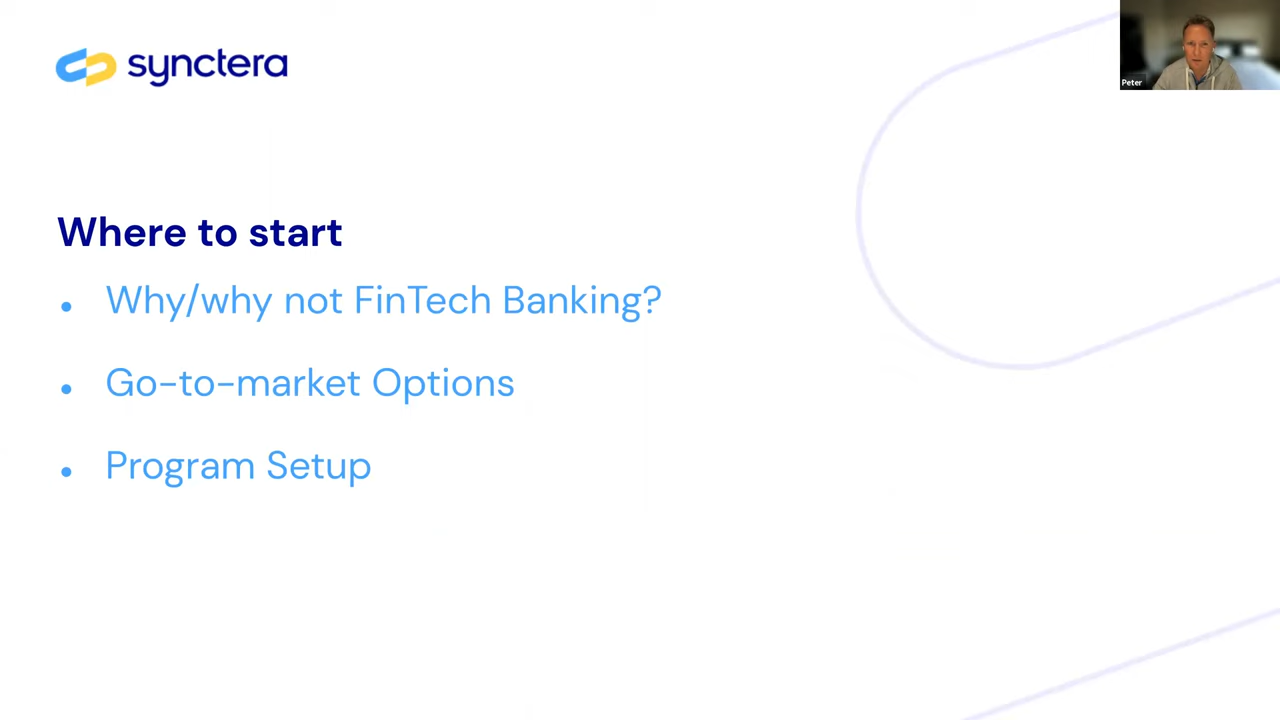 synctera
Peter
Where to start
• Why/why not FinTech Banking?
• Go-to-market Options
• Program Setup